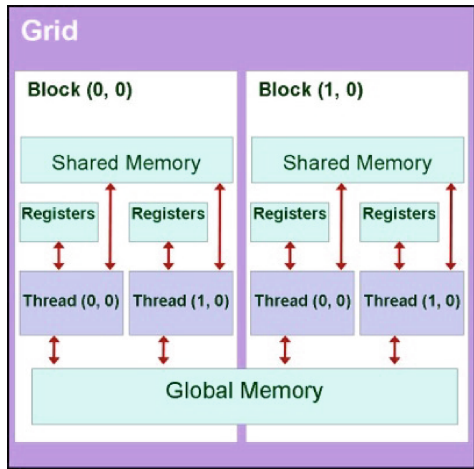 Grid
Block (0, 0)
Shared Memory
Registers
Registers
Thread (0, 0)
Thread (1, 0)
Block (1, 0)
Shared Memory
Registers
Registers
Thread (0, 0)
Thread (1, 0)
Global Memory